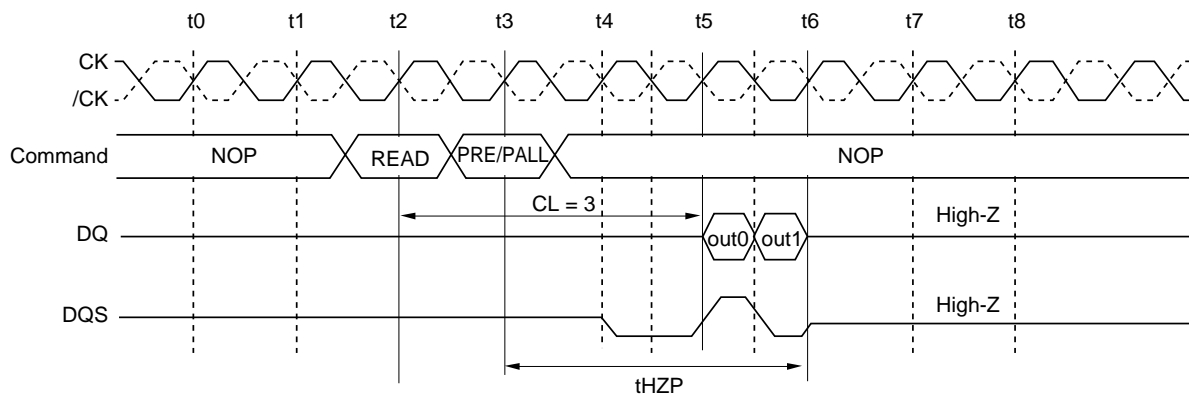 t0 t1 t2 t3 t4 t5 t6 t7 t8
CK
/CK
Command NOP READ PRE/PALL NOP
CL = 3
DQ out0 out1 High-Z
DQS High-Z
tHZP